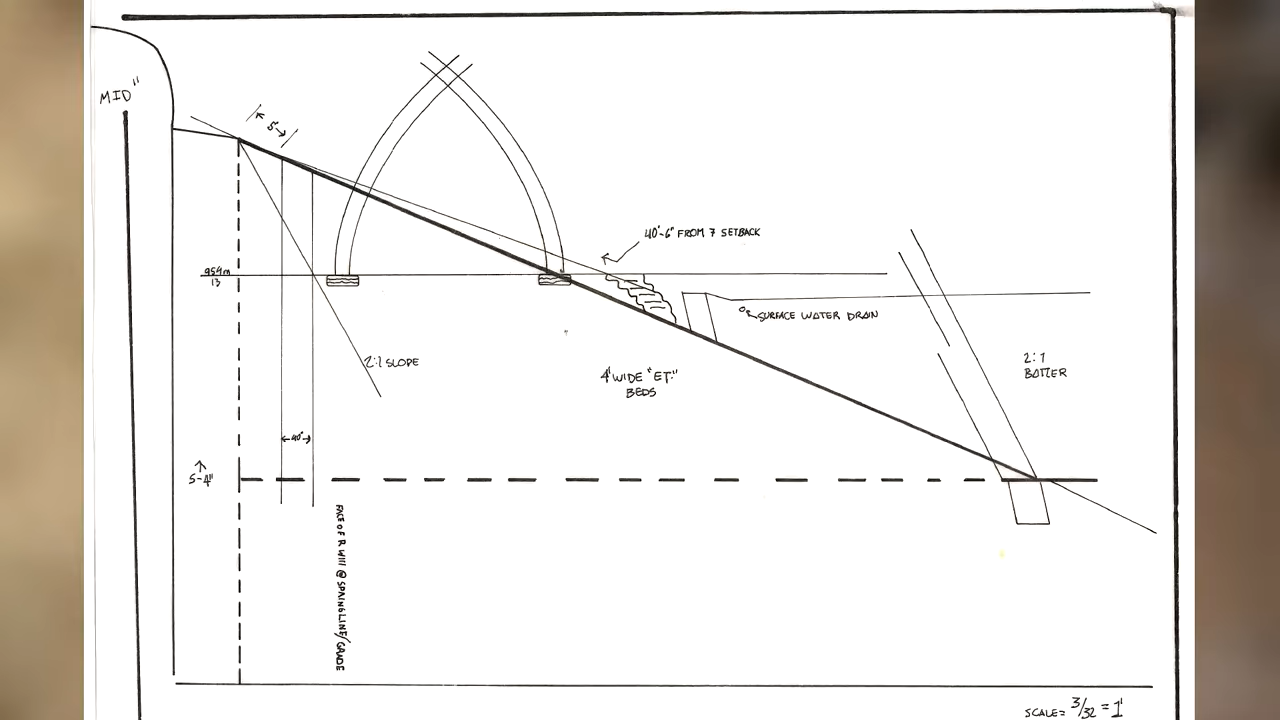 MID"
5'
40'-6" FROM 7 SETBACK
954m
13
SURFACE WATER DRAIN
2:1 SLOPE
4' WIDE "ET."
BEDS
2:1
BATTER
40"
5-4"
FACE OF R. WILL @ SPRINGLINE/GAUDE
SCALE= 3/32 = 1'